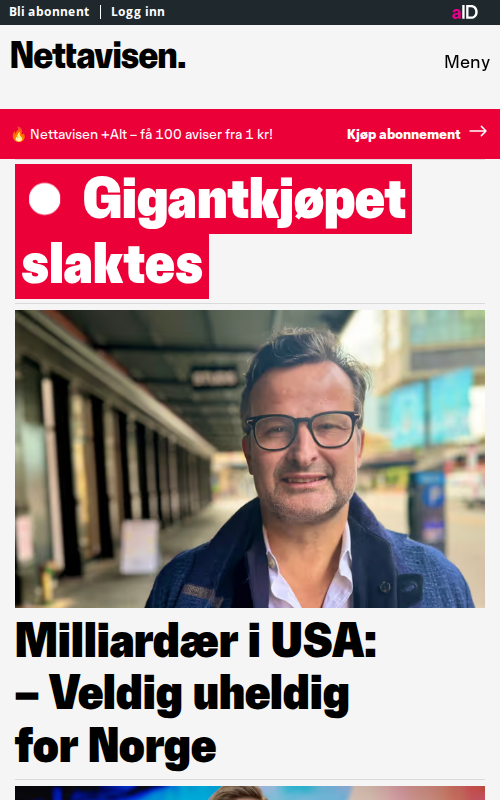 Bli abonnent | Logg inn
aID
Nettavisen.
Meny
🔥 Nettavisen +Alt – få 100 aviser fra 1 kr!
Kjøp abonnement →
Gigantkjøpet
slaktes
Milliardær i USA:
– Veldig uheldig
for Norge